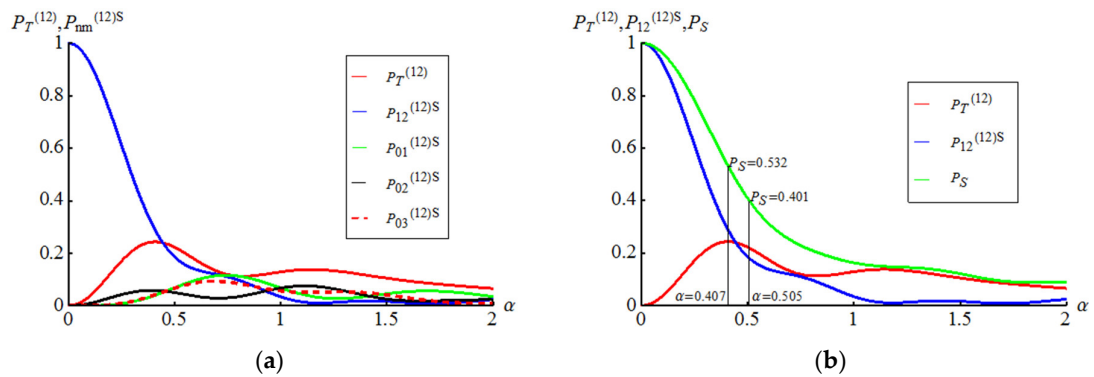 P_T^(12), P_nm^(12)S
1
0.8
0.6
0.4
0.2
0
0
0.5
1
1.5
2
α
P_T^(12)
P_12^(12)S
P_01^(12)S
P_02^(12)S
P_03^(12)S
(a)
P_T^(12), P_12^(12)S, P_S
1
0.8
0.6
0.4
0.2
0
0
0.5
1
1.5
2
α
P_S=0.532
P_S=0.401
α=0.407
α=0.505
P_T^(12)
P_12^(12)S
P_S
(b)